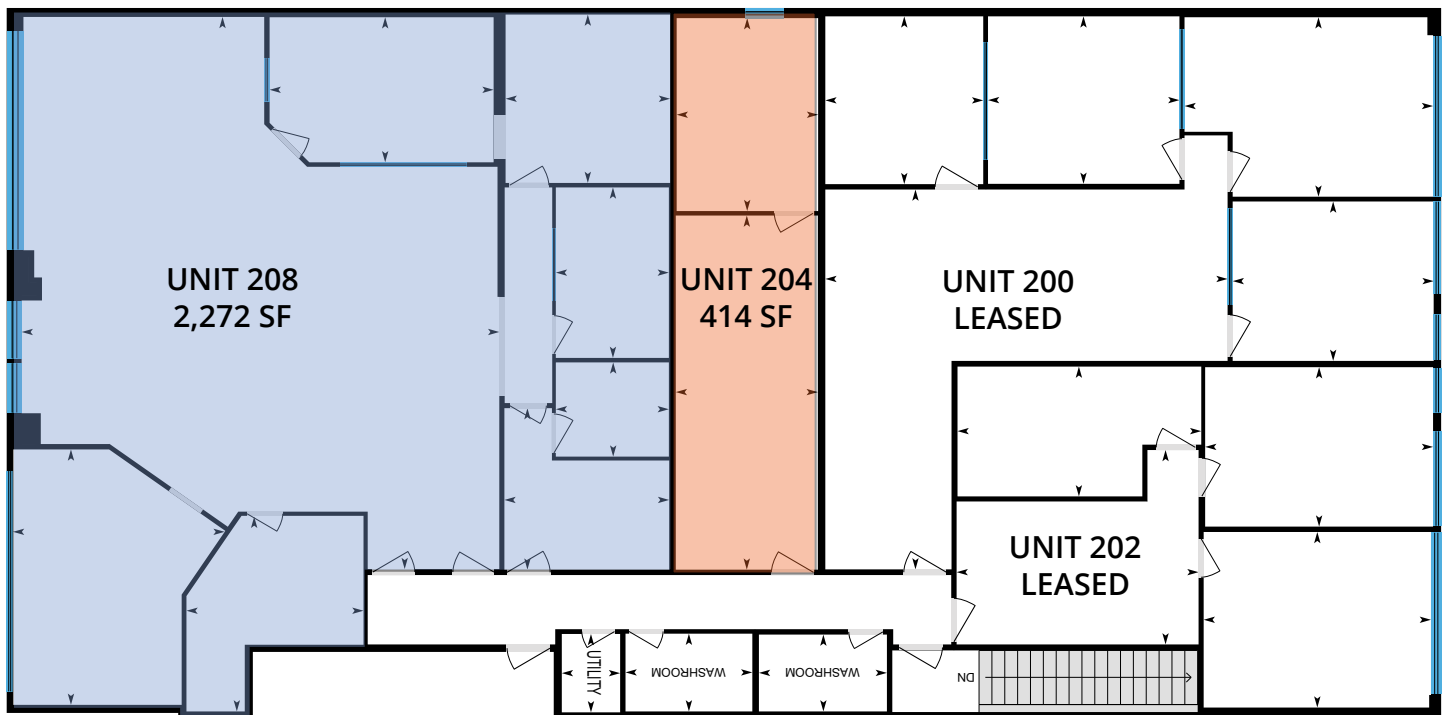 UNIT 208
2,272 SF
UNIT 204
414 SF
UNIT 200
LEASED
UNIT 202
LEASED
UTILITY
WASHROOM
WASHROOM
DN